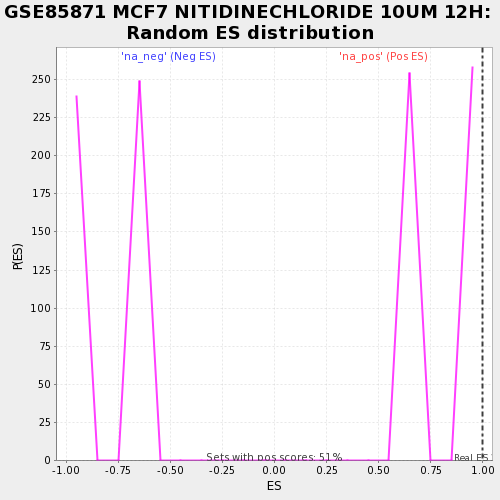 GSE85871 MCF7 NITIDINECHLORIDE 10UM 12H:
Random ES distribution
'na_neg' (Neg ES)
'na_pos' (Pos ES)
250
225
200
175
150
125
100
75
50
25
0
P(ES)
Sets with pos scores: 51%
Real ES
-1.00 -0.75 -0.50 -0.25 0.00 0.25 0.50 0.75 1.00
ES